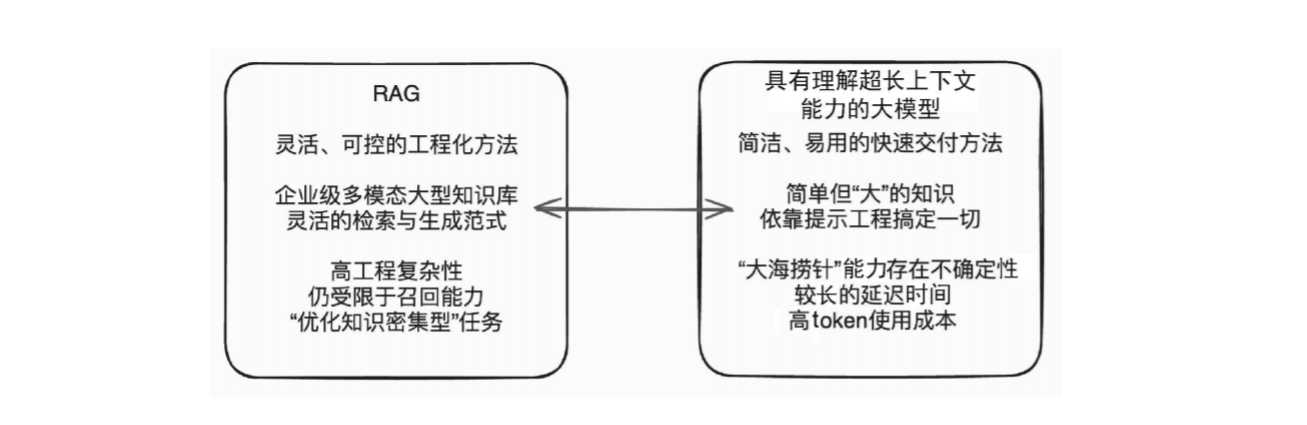 RAG
灵活、可控的工程化方法
企业级多模态大型知识库
灵活的检索与生成范式
高工程复杂性
仍受限于召回能力
“优化知识密集型”任务
具有理解超长上下文
能力的大模型
简洁、易用的快速交付方法
简单但“大”的知识
依靠提示工程搞定一切
“大海捞针”能力存在不确定性
较长的延迟时间
高token使用成本